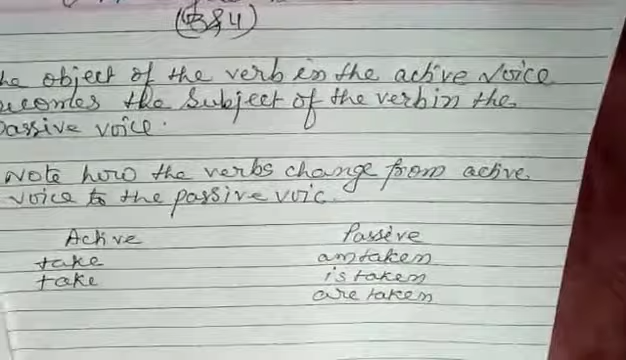 (B&4)
he object of the verb in the active voice
ecomes the subject of the verb in the
passive voice.
Note how the verbs change from active
voice to the passive voic.
Active Passive
take am taken
take is taken
are taken